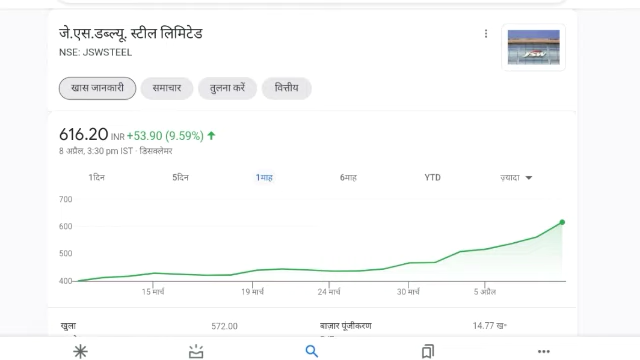 जे.एस.डब्ल्यू. स्टील लिमिटेड
NSE: JSWSTEEL
खास जानकारी
समाचार
तुलना करें
वित्तीय
616.20 INR +53.90 (9.59%)
8 अप्रैल, 3:30 pm IST · डिसक्लेमर
1दिन
5दिन
1माह
6माह
YTD
ज़्यादा
700
600
500
400
15 मार्च
19 मार्च
24 मार्च
30 मार्च
5 अप्रैल
खुला
572.00
बाजार पूंजीकरण
14.77 ख॰